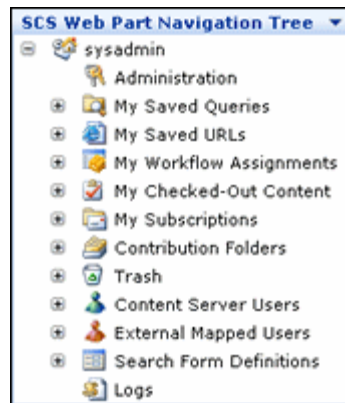 SCS Web Part Navigation Tree
sysadmin
Administration
My Saved Queries
My Saved URLs
My Workflow Assignments
My Checked-Out Content
My Subscriptions
Contribution Folders
Trash
Content Server Users
External Mapped Users
Search Form Definitions
Logs